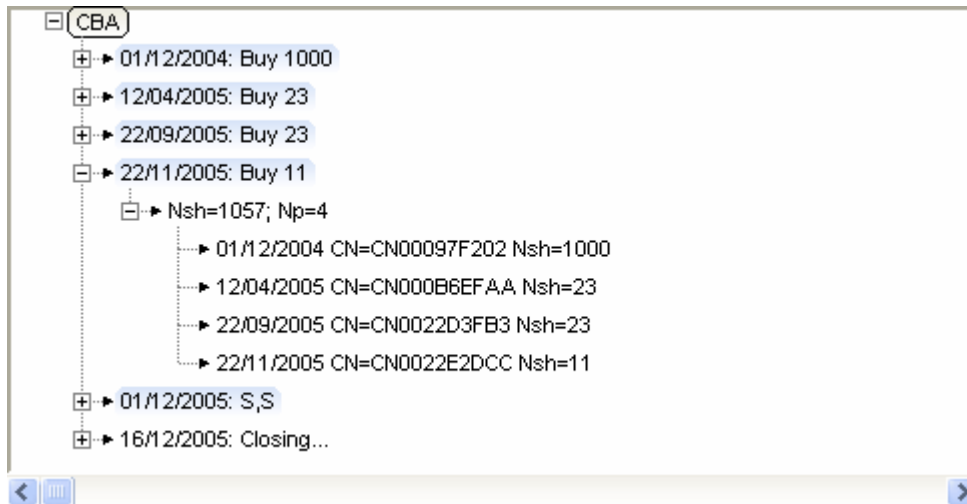 CBA
01/12/2004: Buy 1000
12/04/2005: Buy 23
22/09/2005: Buy 23
22/11/2005: Buy 11
Nsh=1057; Np=4
01/12/2004 CN=CN00097F202 Nsh=1000
12/04/2005 CN=CN000B6EFAA Nsh=23
22/09/2005 CN=CN0022D3FB3 Nsh=23
22/11/2005 CN=CN0022E2DCC Nsh=11
01/12/2005: S,S
16/12/2005: Closing...